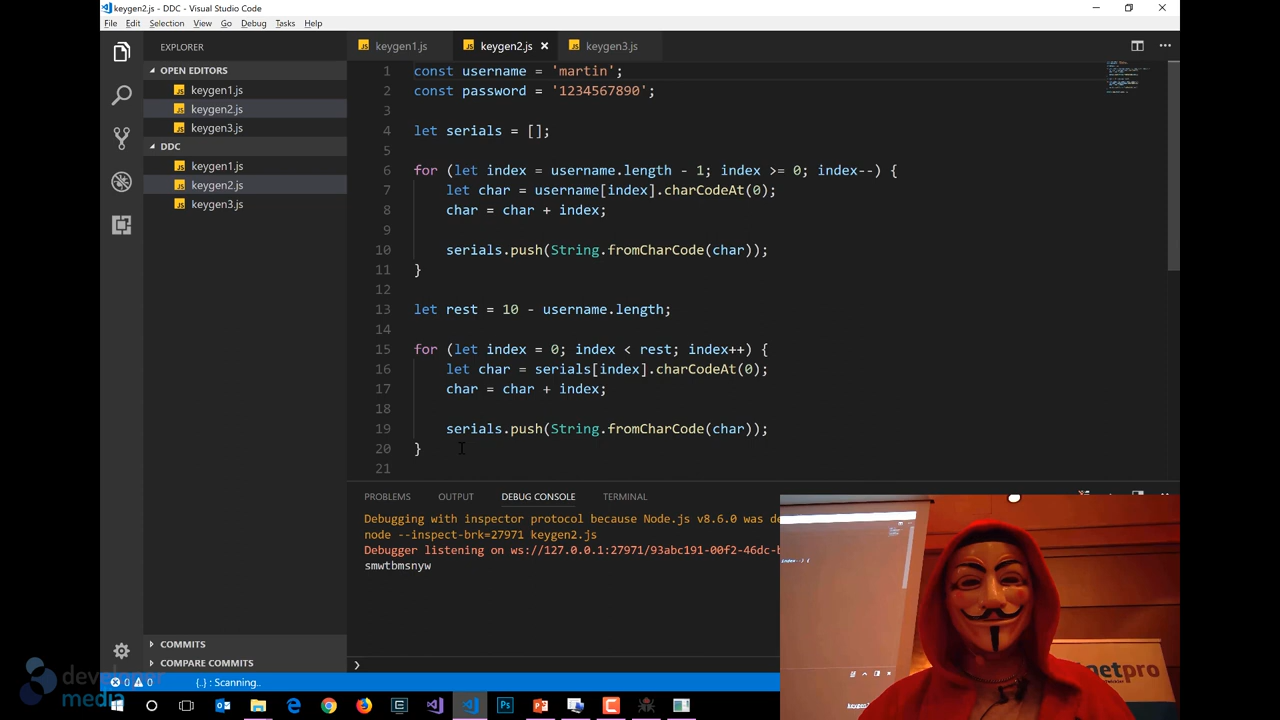 keygen2.js - DDC - Visual Studio Code
File Edit Selection View Go Debug Tasks Help
EXPLORER
OPEN EDITORS
keygen1.js
keygen2.js
keygen3.js
DDC
keygen1.js
keygen2.js
keygen3.js
COMMITS
COMPARE COMMITS
keygen1.js keygen2.js keygen3.js
1 const username = 'martin';
2 const password = '1234567890';
3
4 let serials = [];
5
6 for (let index = username.length - 1; index >= 0; index--) {
7 let char = username[index].charCodeAt(0);
8 char = char + index;
9
10 serials.push(String.fromCharCode(char));
11 }
12
13 let rest = 10 - username.length;
14
15 for (let index = 0; index < rest; index++) {
16 let char = serials[index].charCodeAt(0);
17 char = char + index;
18
19 serials.push(String.fromCharCode(char));
20 }
21
PROBLEMS OUTPUT DEBUG CONSOLE TERMINAL
Debugging with inspector protocol because Node.js v8.6.0 was de
node --inspect-brk=27971 keygen2.js
Debugger listening on ws://127.0.0.1:27971/93abc191-00f2-46dc-b
smwtbmsnyw
0 0 {..} : Scanning..
developer
media
netpro